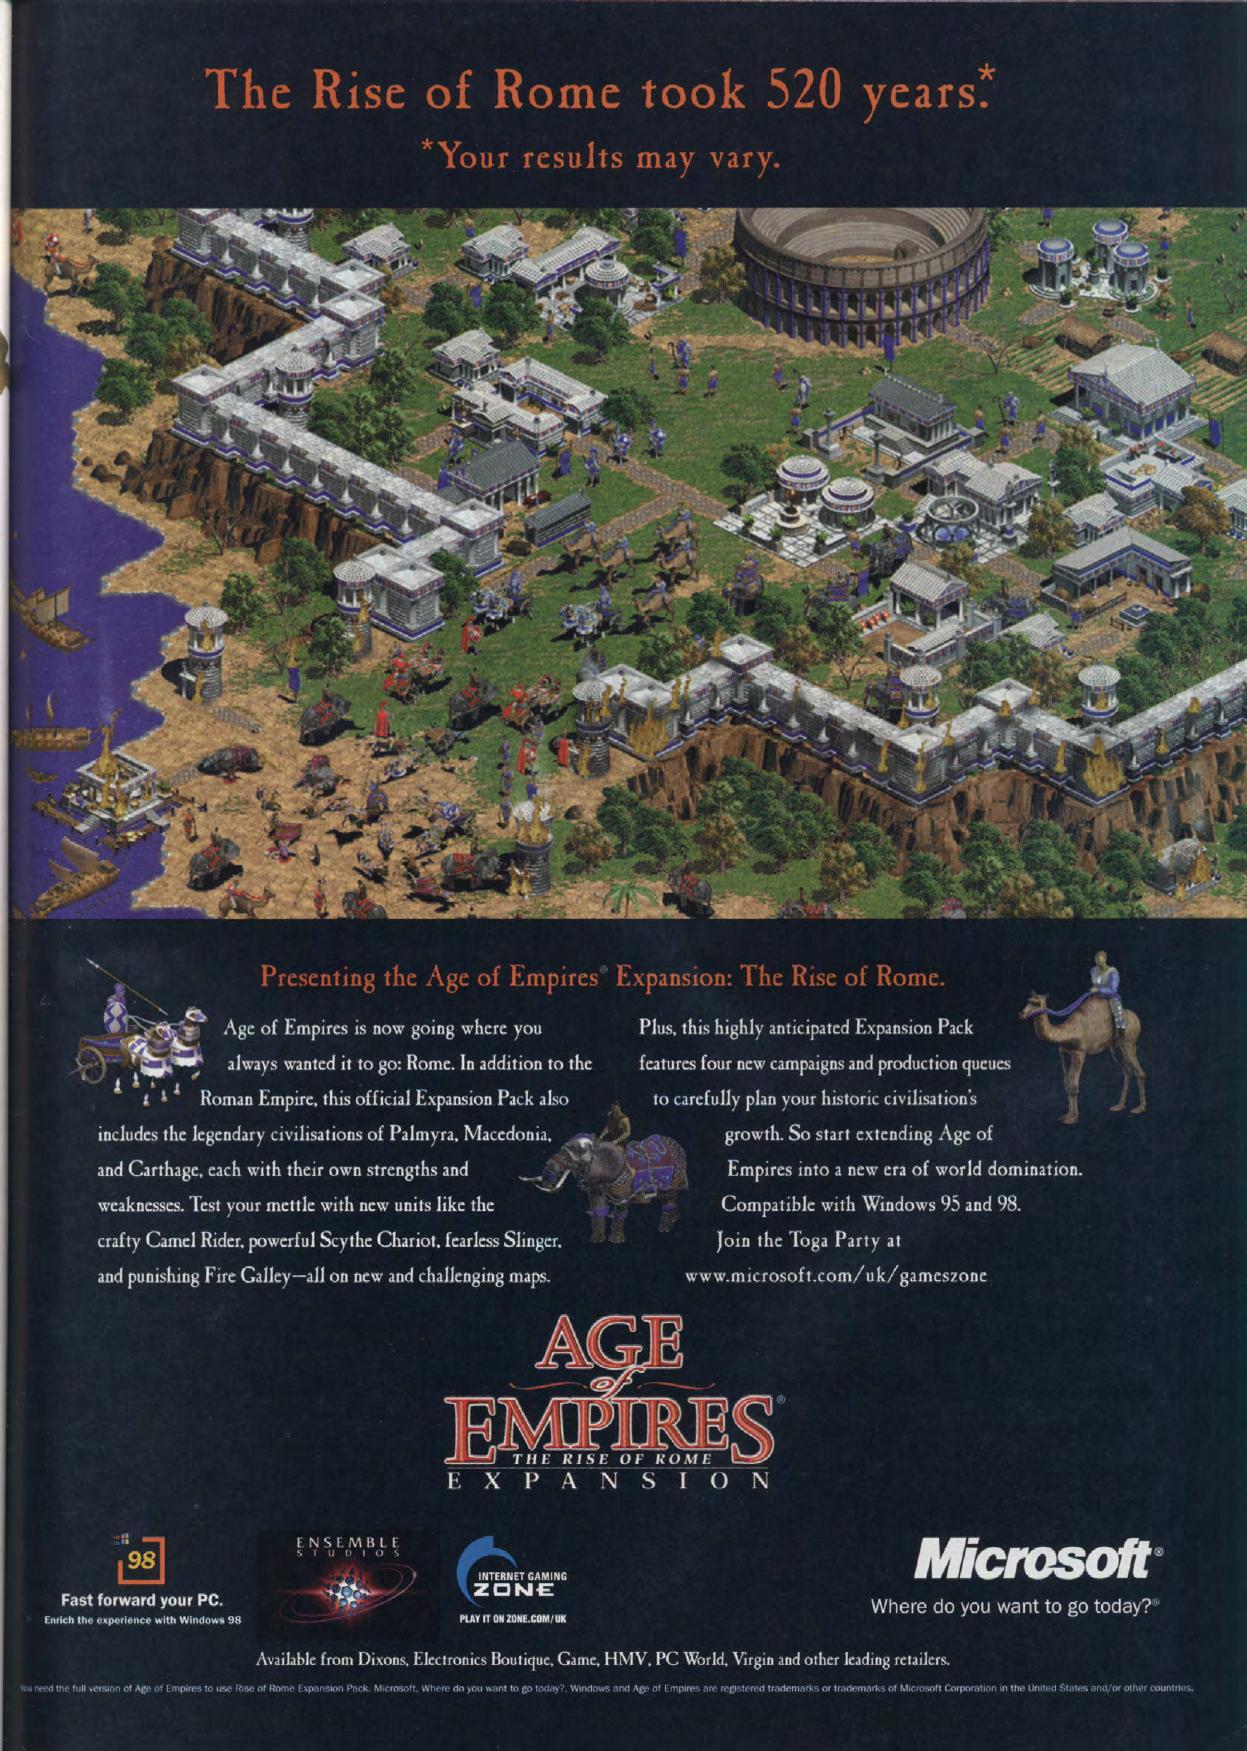 The Rise of Rome took 520 years.*
*Your results may vary.
Presenting the Age of Empires® Expansion: The Rise of Rome.
Age of Empires is now going where you
always wanted it to go: Rome. In addition to the
Roman Empire, this official Expansion Pack also
includes the legendary civilisations of Palmyra, Macedonia,
and Carthage, each with their own strengths and
weaknesses. Test your mettle with new units like the
crafty Camel Rider, powerful Scythe Chariot, fearless Slinger,
and punishing Fire Galley—all on new and challenging maps.
Plus, this highly anticipated Expansion Pack
features four new campaigns and production queues
to carefully plan your historic civilisation's
growth. So start extending Age of
Empires into a new era of world domination.
Compatible with Windows 95 and 98.
Join the Toga Party at
www.microsoft.com/uk/gameszone
AGE
of
EMPIRES®
THE RISE OF ROME
EXPANSION
98
Fast forward your PC.
Enrich the experience with Windows 98
ENSEMBLE
STUDIOS
INTERNET GAMING
ZONE
PLAY IT ON ZONE.COM/UK
Microsoft®
Where do you want to go today?®
Available from Dixons, Electronics Boutique, Game, HMV, PC World, Virgin and other leading retailers.
You need the full version of Age of Empires to use Rise of Rome Expansion Pack. Microsoft, Where do you want to go today?, Windows and Age of Empires are registered trademarks or trademarks of Microsoft Corporation in the United States and/or other countries.